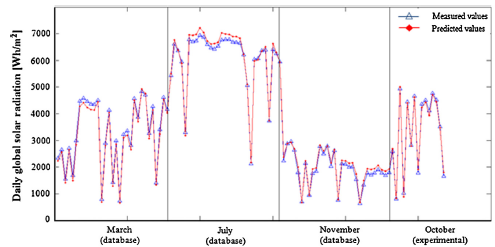 Daily global solar radiation [Wh/m²]
7000
6000
5000
4000
3000
2000
1000
0
Measured values
Predicted values
March
(database)
July
(database)
November
(database)
October
(experimental)